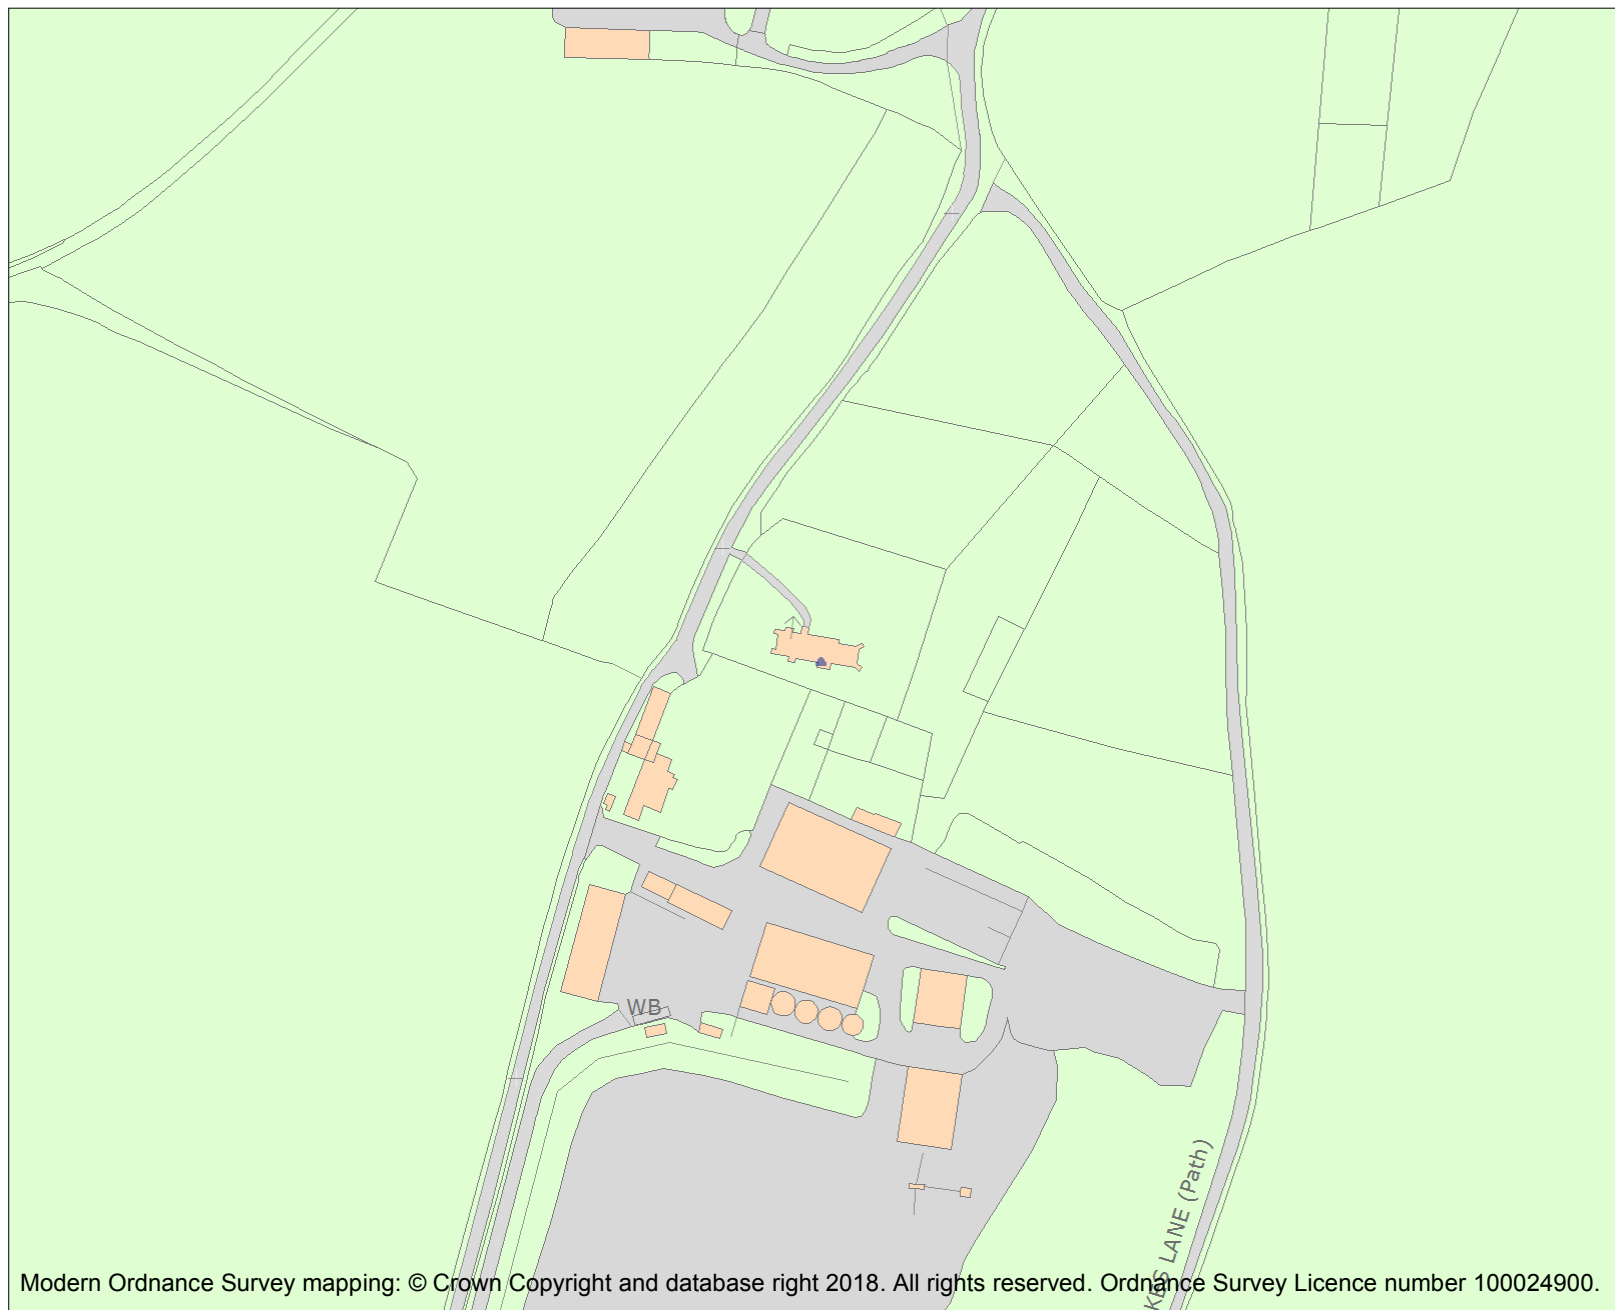 WB
LANE (Path)
Modern Ordnance Survey mapping: © Crown Copyright and database right 2018. All rights reserved. Ordnance Survey Licence number 100024900.